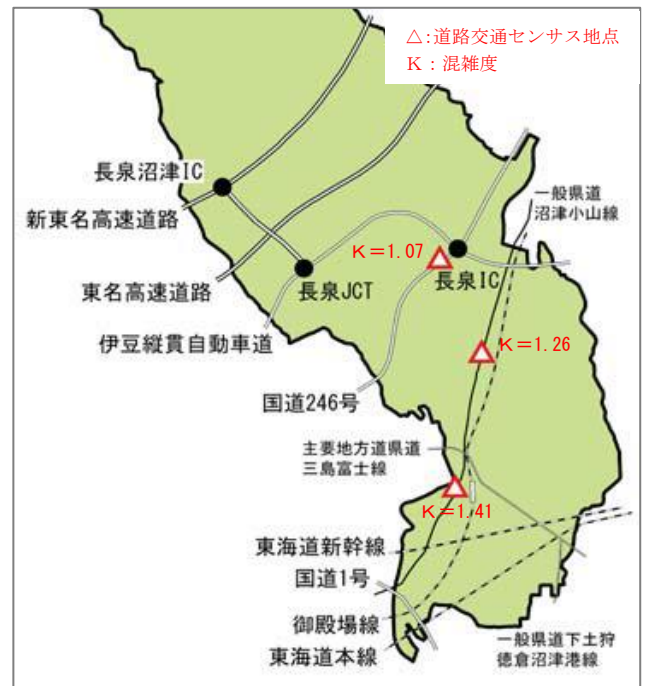 △:道路交通センサス地点
K：混雑度
長泉沼津IC
一般県道
沼津小山線
新東名高速道路
K=1.07
長泉IC
東名高速道路
長泉JCT
伊豆縦貫自動車道
K=1.26
国道246号
主要地方道県道
三島富士線
K=1.41
東海道新幹線
国道1号
御殿場線
東海道本線
一般県道下土狩
徳倉沼津港線